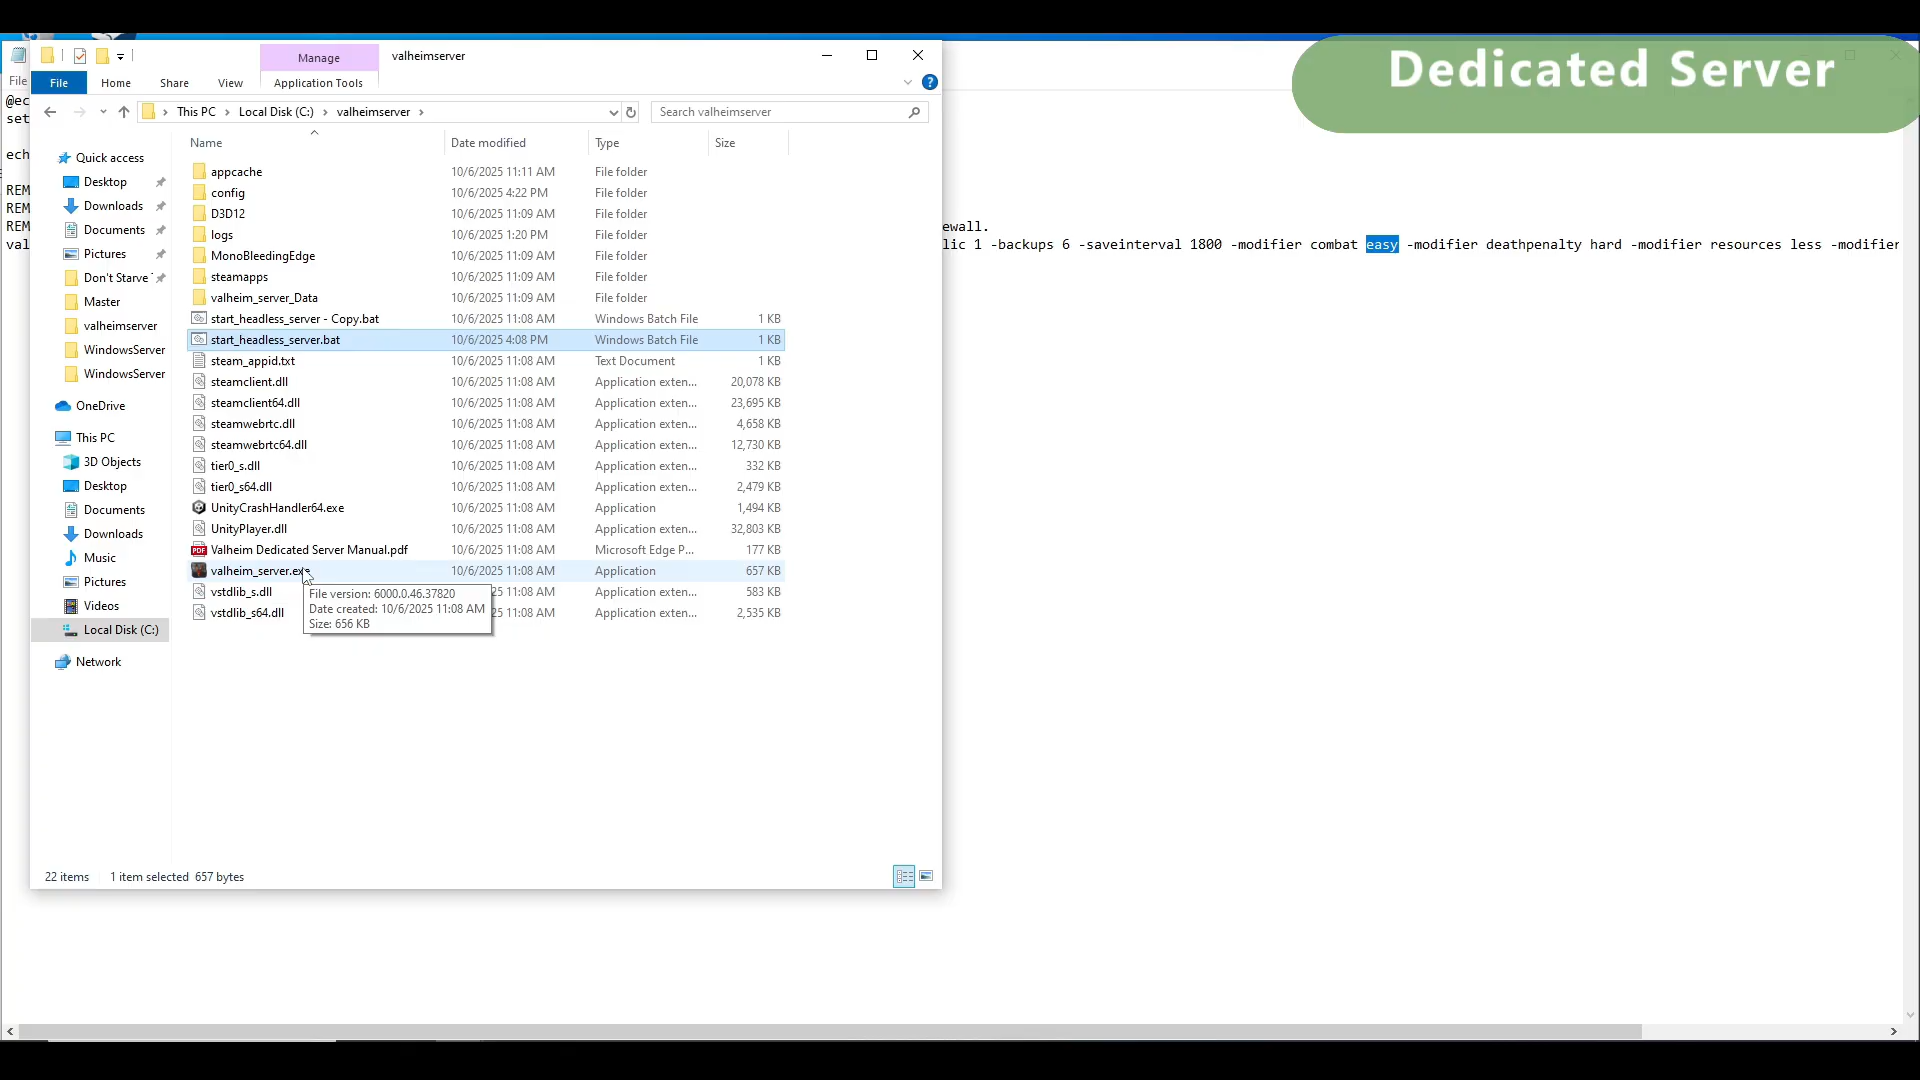 Dedicated Server
Manage
valheimserver
File
Home
Share
View
Application Tools
This PC
Local Disk (C:)
valheimserver
Search valheimserver
Name
Date modified
Type
Size
File
@ec
set
ech
REM
REM
REM
ewall.
val
lic 1 -backups 6 -saveinterval 1800 -modifier combat easy -modifier deathpenalty hard -modifier resources less -modifier
Quick access
Desktop
Downloads
Documents
Pictures
Don't Starve
Master
valheimserver
WindowsServer
WindowsServer
OneDrive
This PC
3D Objects
Desktop
Documents
Downloads
Music
Pictures
Videos
Local Disk (C:)
Network
appcache 10/6/2025 11:11 AM File folder
config 10/6/2025 4:22 PM File folder
D3D12 10/6/2025 11:09 AM File folder
logs 10/6/2025 1:20 PM File folder
MonoBleedingEdge 10/6/2025 11:09 AM File folder
steamapps 10/6/2025 11:09 AM File folder
valheim_server_Data 10/6/2025 11:09 AM File folder
start_headless_server - Copy.bat 10/6/2025 11:08 AM Windows Batch File 1 KB
start_headless_server.bat 10/6/2025 4:08 PM Windows Batch File 1 KB
steam_appid.txt 10/6/2025 11:08 AM Text Document 1 KB
steamclient.dll 10/6/2025 11:08 AM Application exten... 20,078 KB
steamclient64.dll 10/6/2025 11:08 AM Application exten... 23,695 KB
steamwebrtc.dll 10/6/2025 11:08 AM Application exten... 4,658 KB
steamwebrtc64.dll 10/6/2025 11:08 AM Application exten... 12,730 KB
tier0_s.dll 10/6/2025 11:08 AM Application exten... 332 KB
tier0_s64.dll 10/6/2025 11:08 AM Application exten... 2,479 KB
UnityCrashHandler64.exe 10/6/2025 11:08 AM Application 1,494 KB
UnityPlayer.dll 10/6/2025 11:08 AM Application exten... 32,803 KB
PDF Valheim Dedicated Server Manual.pdf 10/6/2025 11:08 AM Microsoft Edge P... 177 KB
valheim_server.exe 10/6/2025 11:08 AM Application 657 KB
vstdlib_s.dll 25 11:08 AM Application exten... 583 KB
vstdlib_s64.dll 25 11:08 AM Application exten... 2,535 KB
File version: 6000.0.46.37820
Date created: 10/6/2025 11:08 AM
Size: 656 KB
22 items 1 item selected 657 bytes